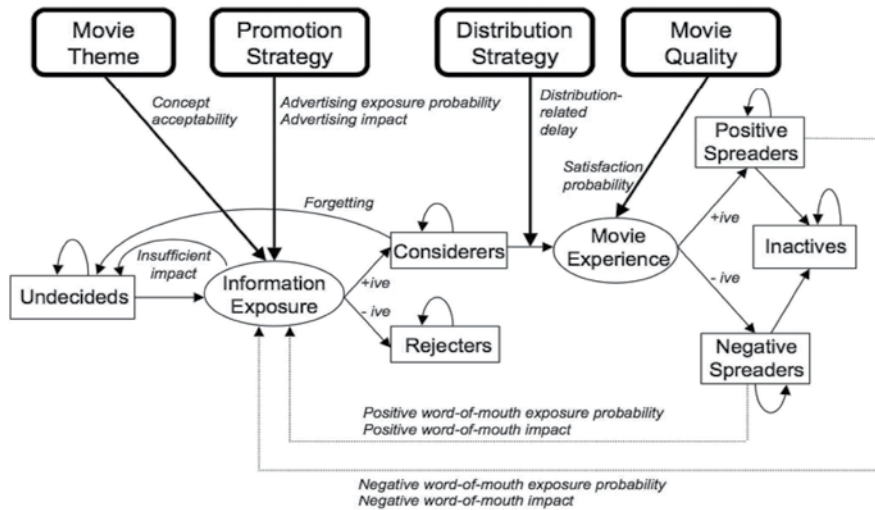 Movie
Theme
Promotion
Strategy
Distribution
Strategy
Movie
Quality
Concept
acceptability
Advertising exposure probability
Advertising impact
Distribution-
related
delay
Satisfaction
probability
Positive
Spreaders
Forgetting
Insufficient
impact
Considerers
+ive
Movie
Experience
Inactives
Undecideds
Information
Exposure
+ive
- ive
- ive
Rejecters
Negative
Spreaders
Positive word-of-mouth exposure probability
Positive word-of-mouth impact
Negative word-of-mouth exposure probability
Negative word-of-mouth impact